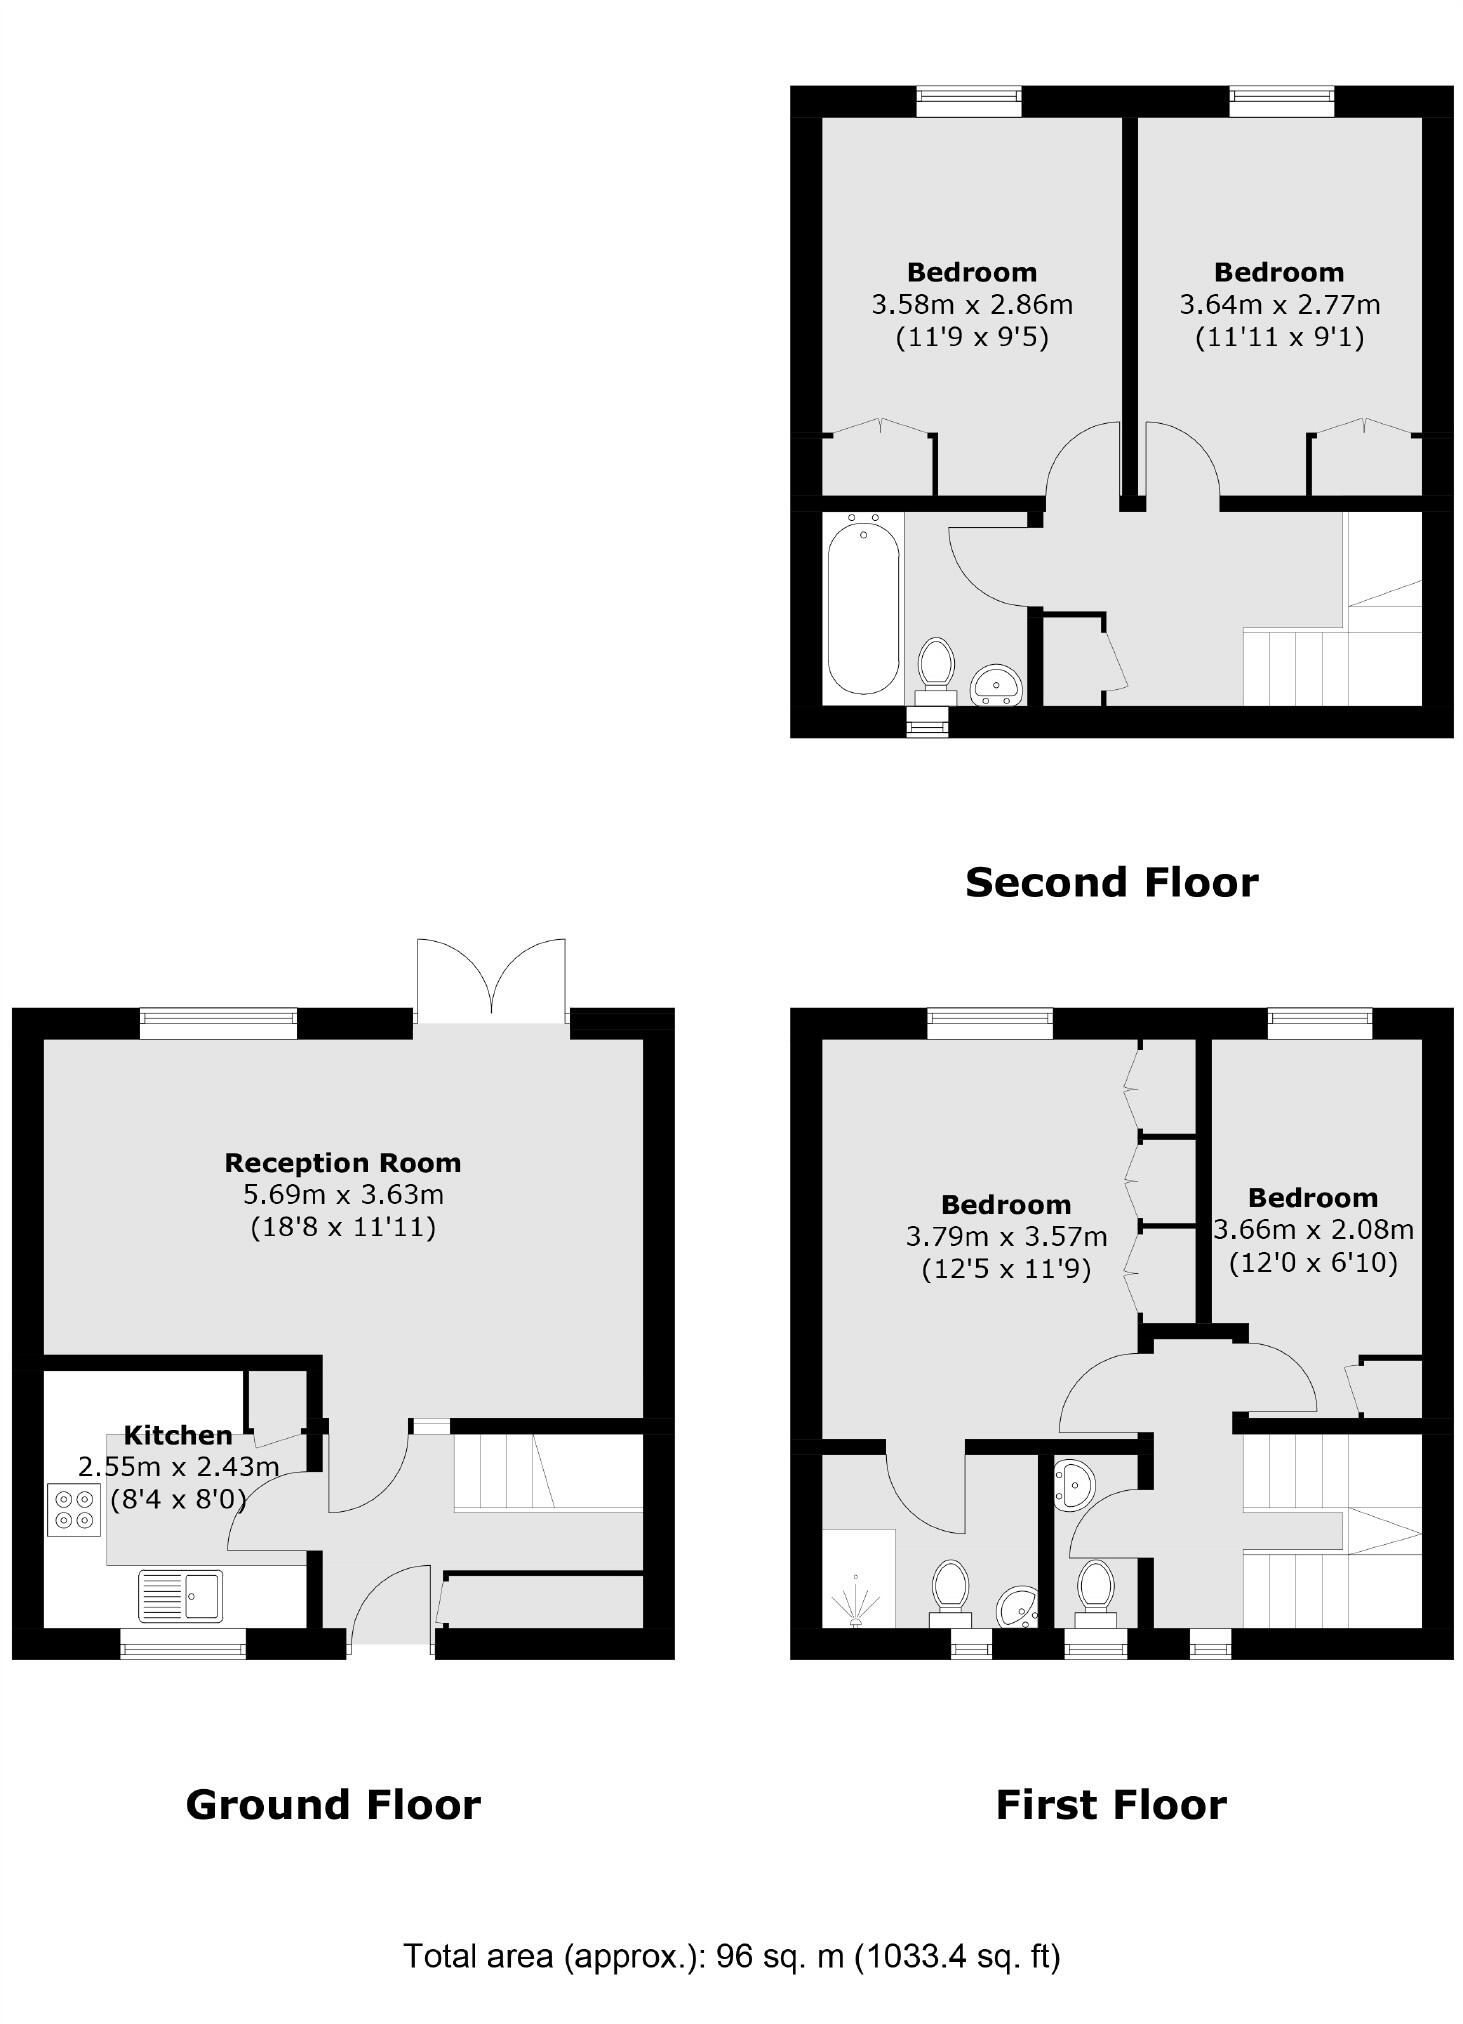 Bedroom
3.58m x 2.86m
(11'9 x 9'5)
Bedroom
3.64m x 2.77m
(11'11 x 9'1)
Second Floor
Reception Room
5.69m x 3.63m
(18'8 x 11'11)
Kitchen
2.55m x 2.43m
(8'4 x 8'0)
Ground Floor
Bedroom
3.79m x 3.57m
(12'5 x 11'9)
Bedroom
3.66m x 2.08m
(12'0 x 6'10)
First Floor
Total area (approx.): 96 sq. m (1033.4 sq. ft)